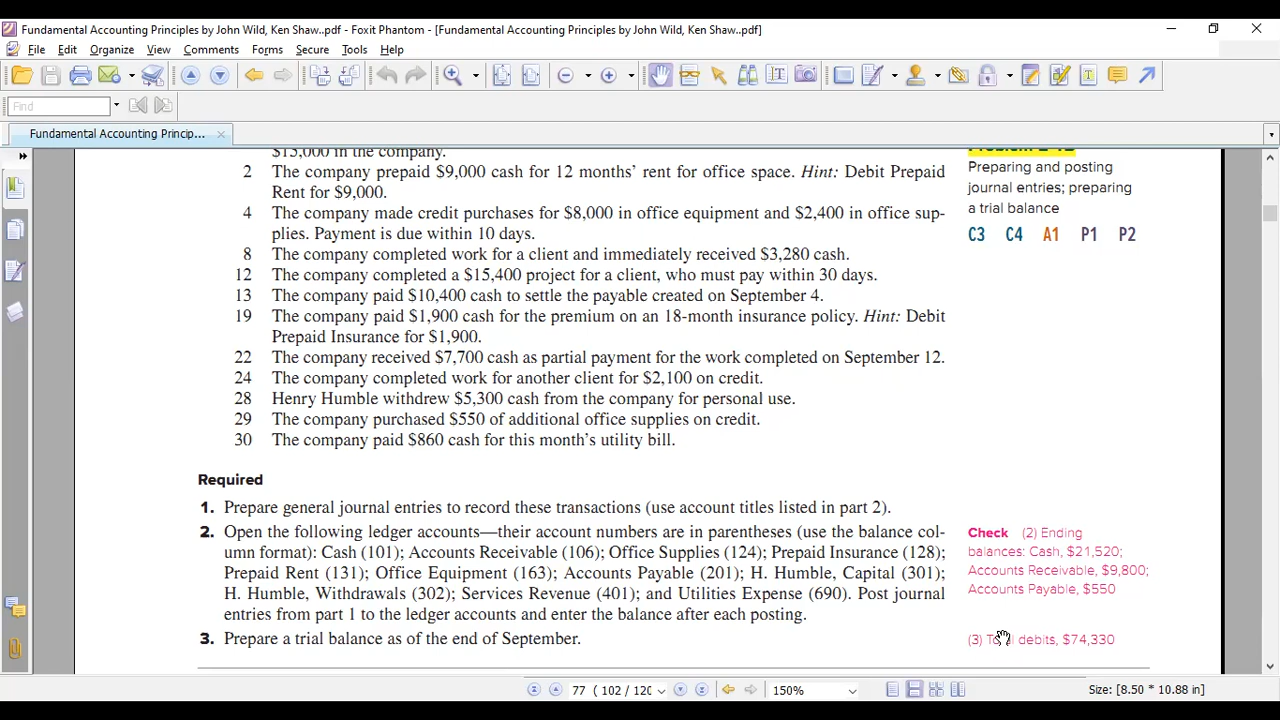 Fundamental Accounting Principles by John Wild, Ken Shaw..pdf - Foxit Phantom - [Fundamental Accounting Principles by John Wild, Ken Shaw..pdf]
File Edit Organize View Comments Forms Secure Tools Help
Find
Fundamental Accounting Princip...
$15,000 in the company.
2 The company prepaid $9,000 cash for 12 months' rent for office space. Hint: Debit Prepaid
Rent for $9,000.
4 The company made credit purchases for $8,000 in office equipment and $2,400 in office sup-
plies. Payment is due within 10 days.
8 The company completed work for a client and immediately received $3,280 cash.
12 The company completed a $15,400 project for a client, who must pay within 30 days.
13 The company paid $10,400 cash to settle the payable created on September 4.
19 The company paid $1,900 cash for the premium on an 18-month insurance policy. Hint: Debit
Prepaid Insurance for $1,900.
22 The company received $7,700 cash as partial payment for the work completed on September 12.
24 The company completed work for another client for $2,100 on credit.
28 Henry Humble withdrew $5,300 cash from the company for personal use.
29 The company purchased $550 of additional office supplies on credit.
30 The company paid $860 cash for this month's utility bill.
Preparing and posting
journal entries; preparing
a trial balance
C3 C4 A1 P1 P2
Required
1. Prepare general journal entries to record these transactions (use account titles listed in part 2).
2. Open the following ledger accounts—their account numbers are in parentheses (use the balance col-
umn format): Cash (101); Accounts Receivable (106); Office Supplies (124); Prepaid Insurance (128);
Prepaid Rent (131); Office Equipment (163); Accounts Payable (201); H. Humble, Capital (301);
H. Humble, Withdrawals (302); Services Revenue (401); and Utilities Expense (690). Post journal
entries from part 1 to the ledger accounts and enter the balance after each posting.
3. Prepare a trial balance as of the end of September.
Check (2) Ending
balances: Cash, $21,520;
Accounts Receivable, $9,800;
Accounts Payable, $550
(3) Total debits, $74,330
77 ( 102 / 120
150%
Size: [8.50 * 10.88 in]